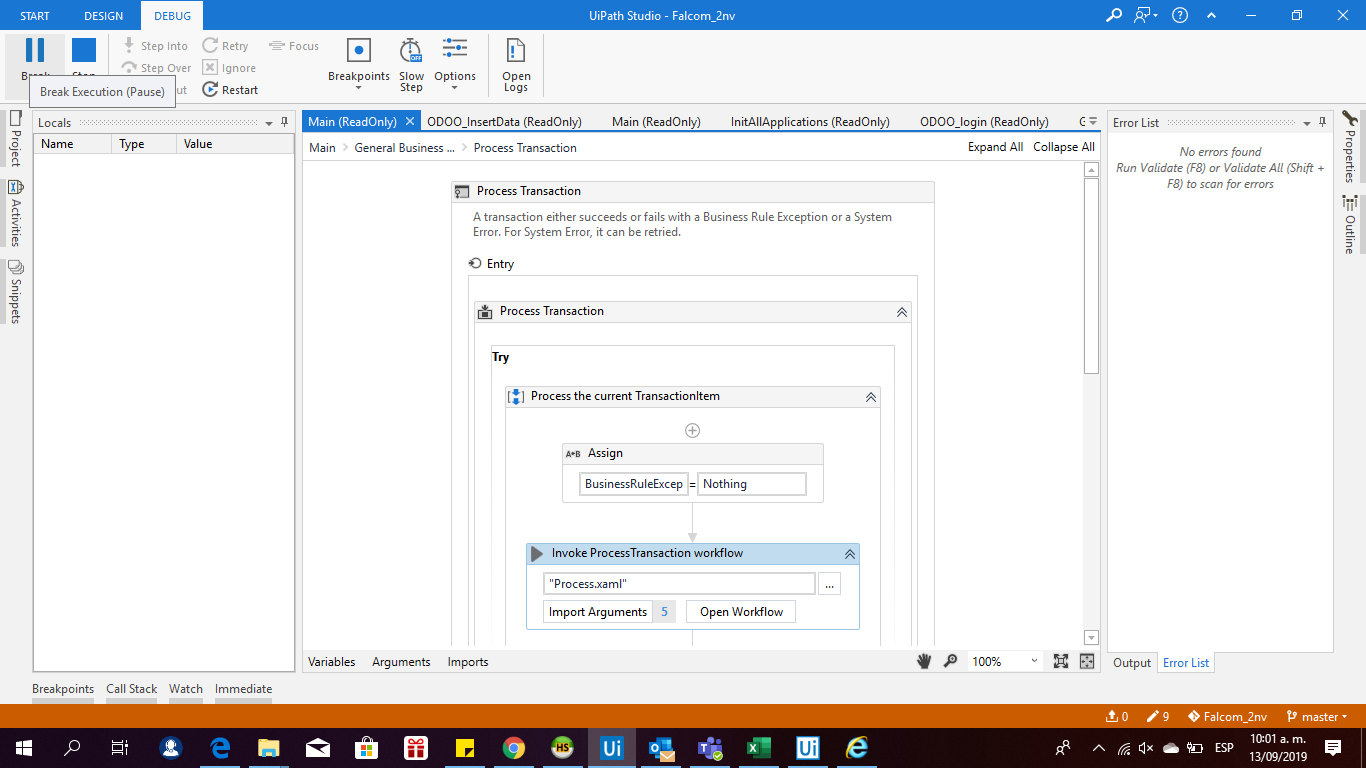 START DESIGN DEBUG UiPath Studio - Falcom_2nv
Step Into Retry Focus
Step Over Ignore
Break Stop
Restart
Breakpoints Slow Step Options Open Logs
Break Execution (Pause)
Locals
Name Type Value
Project
Activities
Snippets
Main (ReadOnly) ODOO_InsertData (ReadOnly) Main (ReadOnly) InitAllApplications (ReadOnly) ODOO_login (ReadOnly) G
Main General Business ... Process Transaction Expand All Collapse All
Process Transaction
A transaction either succeeds or fails with a Business Rule Exception or a System
Error. For System Error, it can be retried.
Entry
Process Transaction
Try
Process the current TransactionItem
A+B Assign
BusinessRuleExcep = Nothing
Invoke ProcessTransaction workflow
"Process.xaml" ...
Import Arguments 5 Open Workflow
Variables Arguments Imports 100%
Error List
No errors found
Run Validate (F8) or Validate All (Shift +
F8) to scan for errors
Output Error List
Properties
Outline
Breakpoints Call Stack Watch Immediate
0 9 Falcom_2nv master
HS Ui Ui ESP 10:01 a. m.
13/09/2019